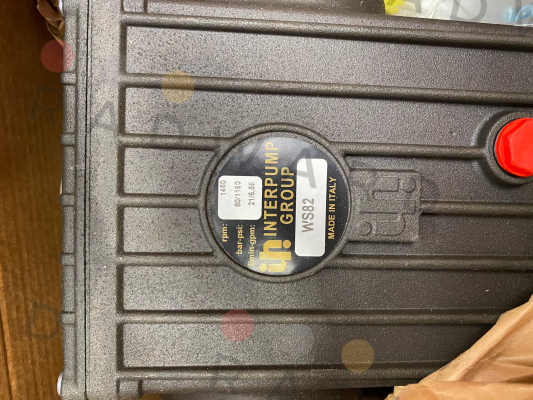 INTERPUMP
GROUP
WS82
MADE IN ITALY
rpm: 1450
bar-psi: 80/1160
l/min-gpm: 21/5,55